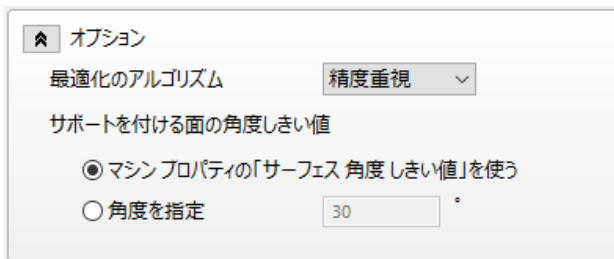 オプション
最適化のアルゴリズム 精度重視
サポートを付ける面の角度しきい値
マシン プロパティの「サーフェス 角度 しきい値」を使う
角度を指定 30 °